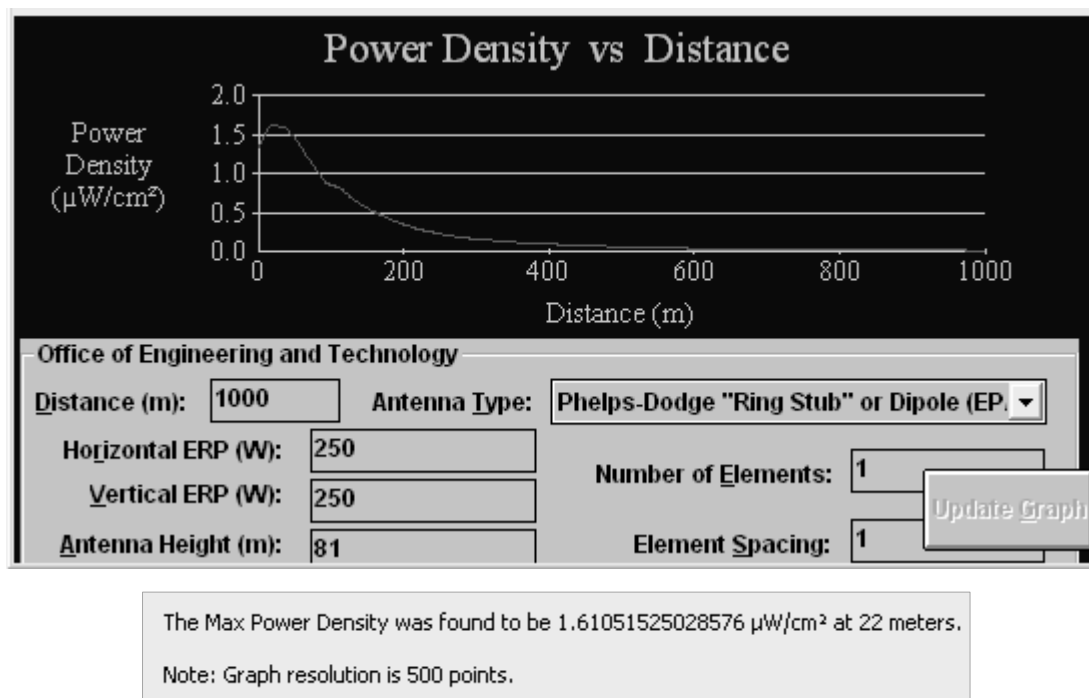 Power Density vs Distance
Power
Density
(µW/cm²)
2.0
1.5
1.0
0.5
0.0
0 200 400 600 800 1000
Distance (m)
Office of Engineering and Technology
Distance (m): 1000 Antenna Type: Phelps-Dodge "Ring Stub" or Dipole (EP.
Horizontal ERP (W): 250
Number of Elements: 1
Vertical ERP (W): 250
Update Graph
Antenna Height (m): 81 Element Spacing: 1
The Max Power Density was found to be 1.61051525028576 µW/cm² at 22 meters.
Note: Graph resolution is 500 points.